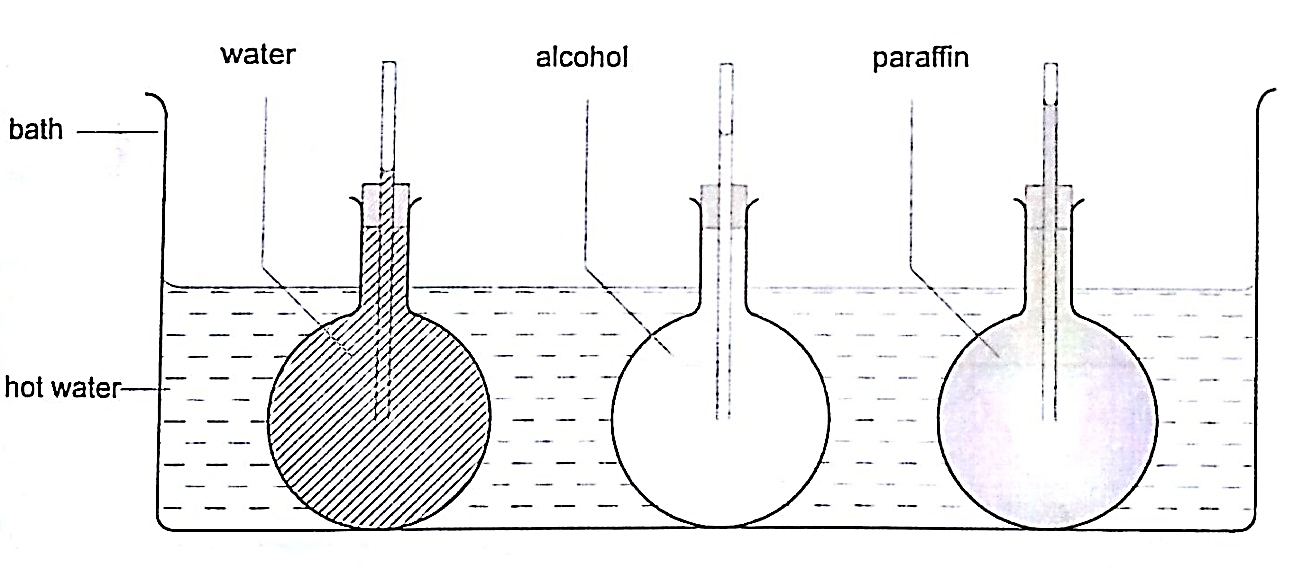 water
alcohol
paraffin
bath
hot water